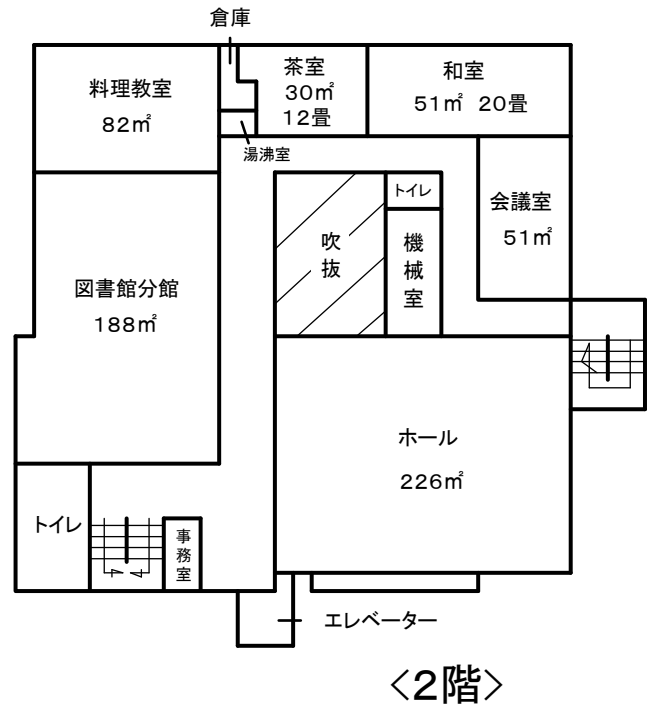 倉庫
料理教室
82㎡
茶室
30㎡
12畳
和室
51㎡ 20畳
湯沸室
トイレ
会議室
51㎡
吹
抜
機
械
室
図書館分館
188㎡
ホール
226㎡
トイレ
事
務
室
エレベーター
<2階>